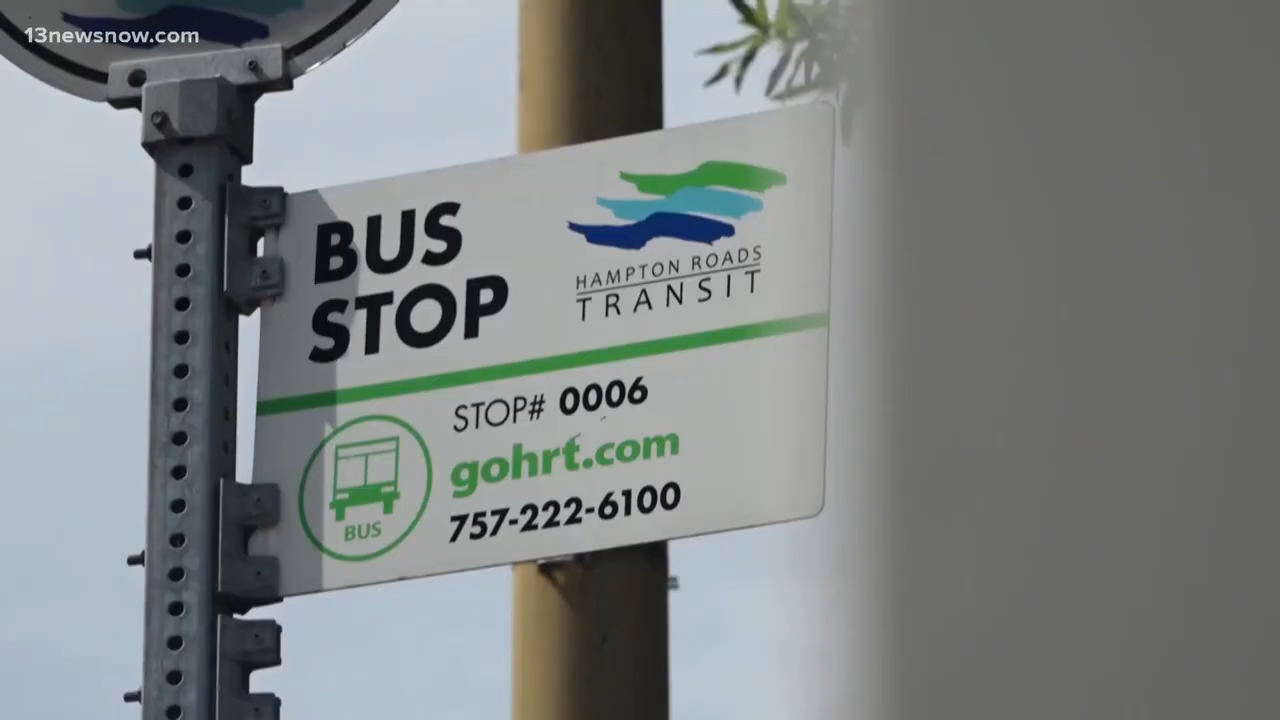 13newsnow.com
BUS
STOP
HAMPTON ROADS
TRANSIT
STOP# 0006
gohrt.com
757-222-6100
BUS